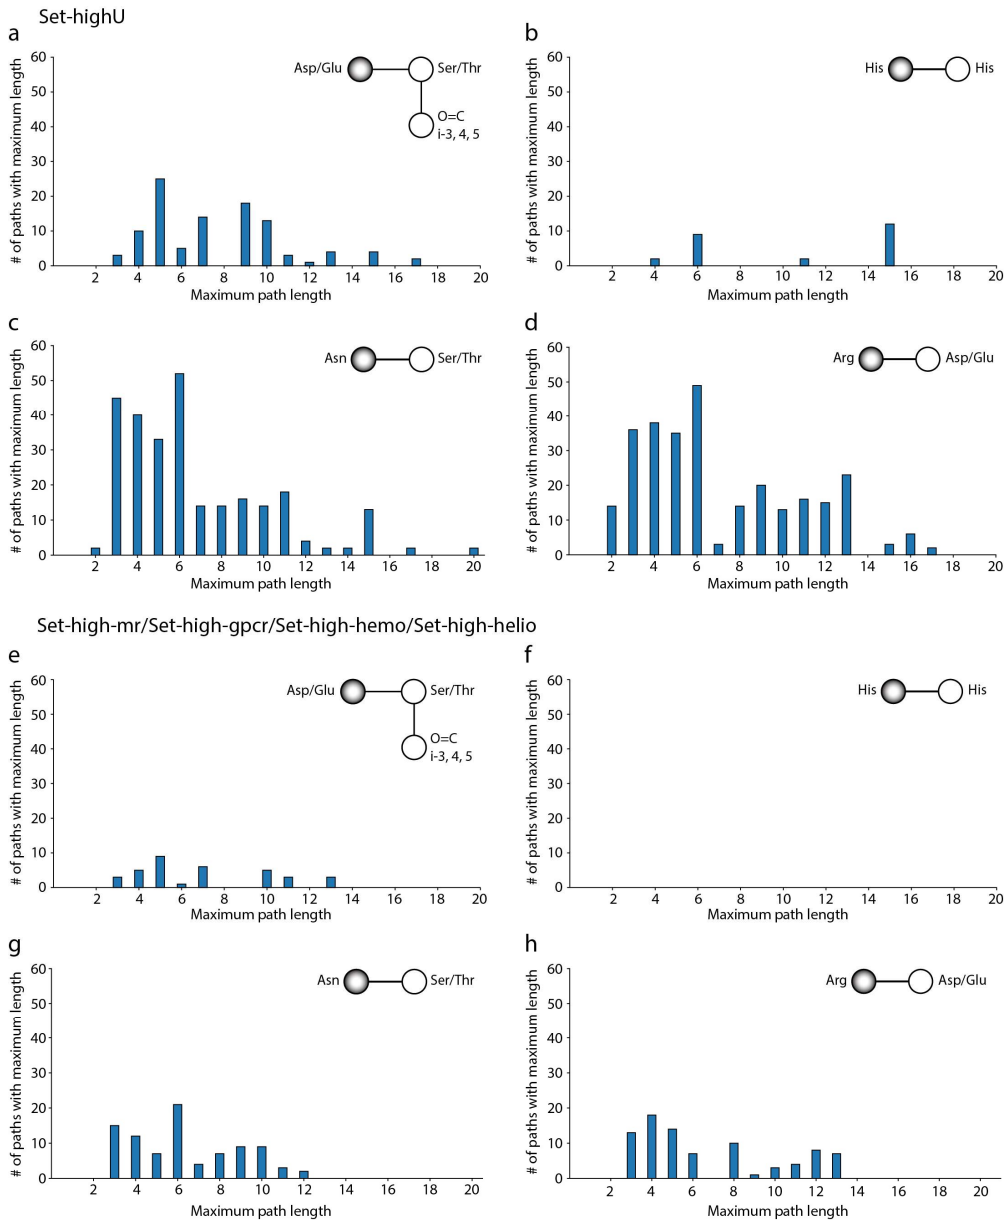 Set-highU
a
# of paths with maximum length
60
50
40
30
20
10
0
2 4 6 8 10 12 14 16 18 20
Maximum path length
Asp/Glu
Ser/Thr
O=C
i-3, 4, 5
b
# of paths with maximum length
60
50
40
30
20
10
0
2 4 6 8 10 12 14 16 18 20
Maximum path length
His
His
c
# of paths with maximum length
60
50
40
30
20
10
0
2 4 6 8 10 12 14 16 18 20
Maximum path length
Asn
Ser/Thr
d
# of paths with maximum length
60
50
40
30
20
10
0
2 4 6 8 10 12 14 16 18 20
Maximum path length
Arg
Asp/Glu
Set-high-mr/Set-high-gpcr/Set-high-hemo/Set-high-helio
e
# of paths with maximum length
60
50
40
30
20
10
0
2 4 6 8 10 12 14 16 18 20
Maximum path length
Asp/Glu
Ser/Thr
O=C
i-3, 4, 5
f
# of paths with maximum length
60
50
40
30
20
10
0
2 4 6 8 10 12 14 16 18 20
Maximum path length
His
His
g
# of paths with maximum length
60
50
40
30
20
10
0
2 4 6 8 10 12 14 16 18 20
Maximum path length
Asn
Ser/Thr
h
# of paths with maximum length
60
50
40
30
20
10
0
2 4 6 8 10 12 14 16 18 20
Maximum path length
Arg
Asp/Glu